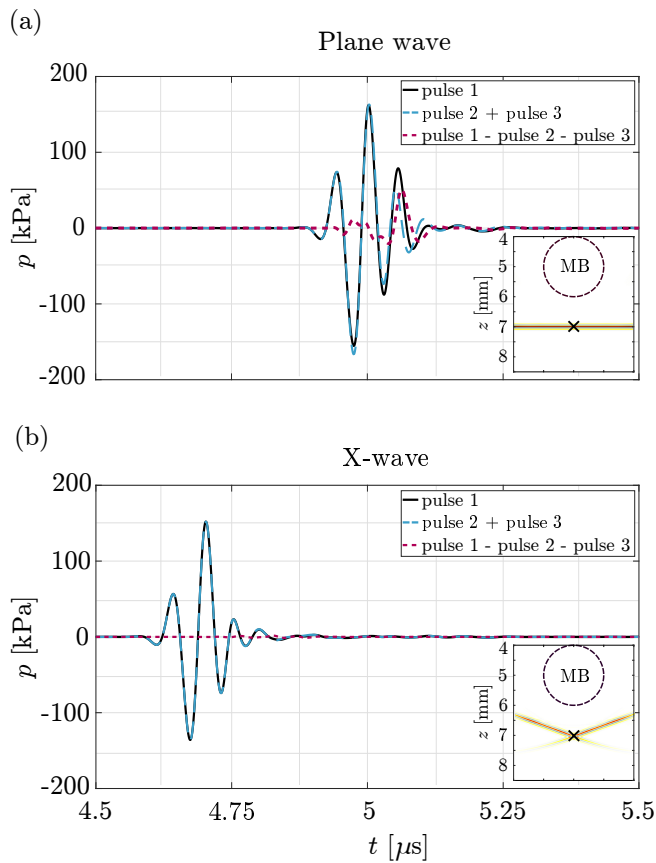 (a)
Plane wave
200
100
0
-100
-200
p [kPa]
pulse 1
pulse 2 + pulse 3
pulse 1 - pulse 2 - pulse 3
4
5
6
7
8
z [mm]
MB
(b)
X-wave
200
100
0
-100
-200
p [kPa]
pulse 1
pulse 2 + pulse 3
pulse 1 - pulse 2 - pulse 3
4
5
6
7
8
z [mm]
MB
4.5 4.75 5 5.25 5.5
t [μs]